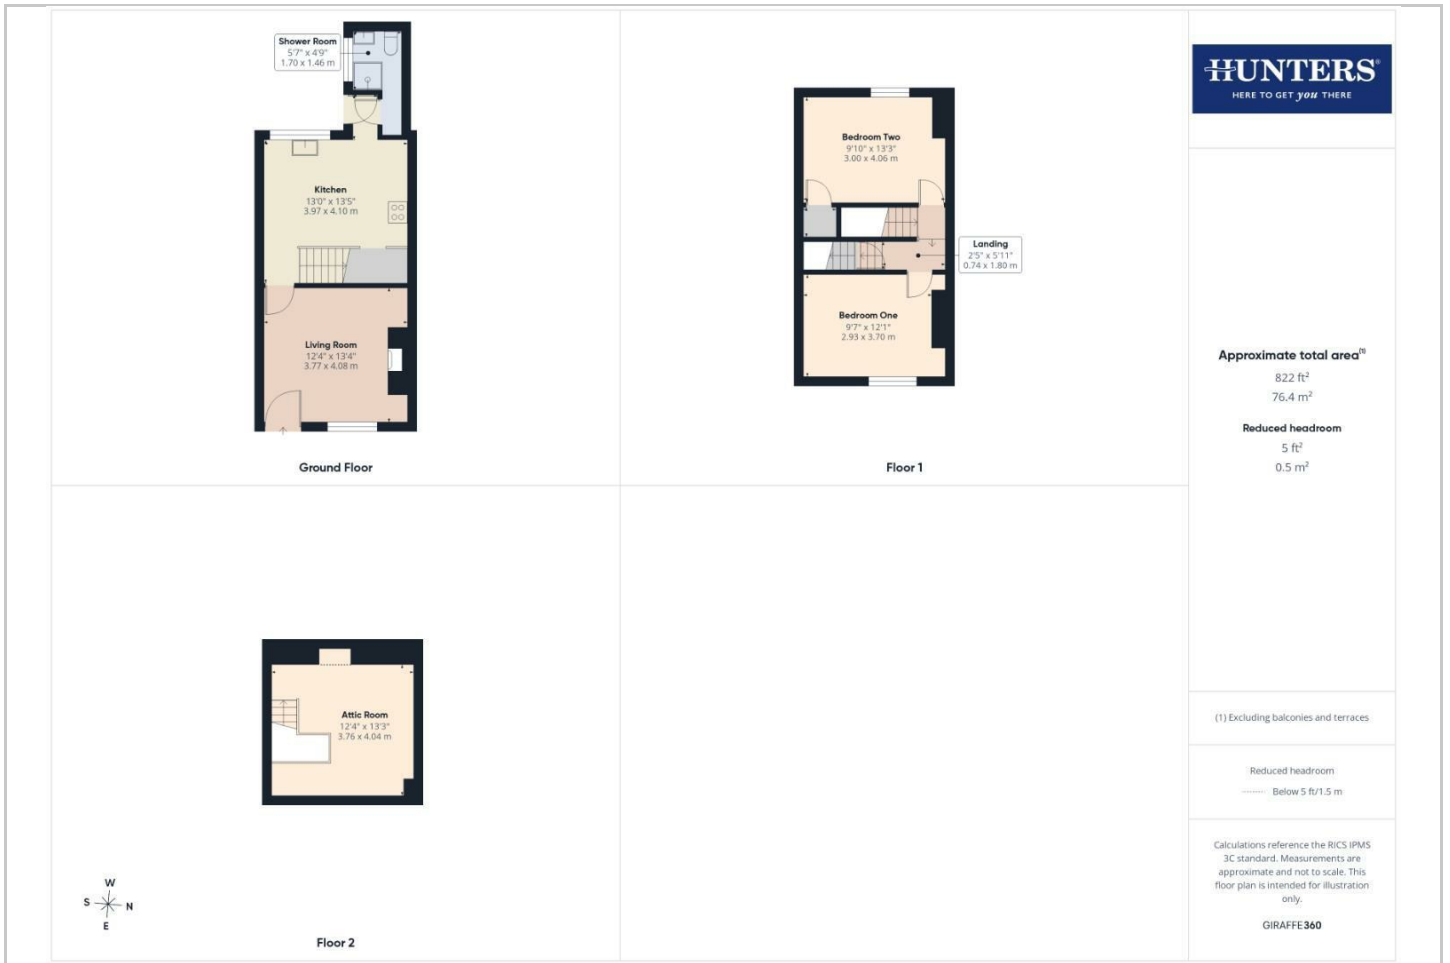 Shower Room
5'7" x 4'9"
1.70 x 1.46 m
Kitchen
13'0" x 13'5"
3.97 x 4.10 m
Living Room
12'4" x 13'4"
3.77 x 4.08 m
Ground Floor
Bedroom Two
9'10" x 13'3"
3.00 x 4.06 m
Landing
2'5" x 5'11"
0.74 x 1.80 m
Bedroom One
9'7" x 12'1"
2.93 x 3.70 m
Floor 1
Attic Room
12'4" x 13'3"
3.76 x 4.04 m
W
S N
E
Floor 2
HUNTERS®
HERE TO GET you THERE
Approximate total area(1)
822 ft²
76.4 m²
Reduced headroom
5 ft²
0.5 m²
(1) Excluding balconies and terraces
Reduced headroom
Below 5 ft/1.5 m
Calculations reference the RICS IPMS
3C standard. Measurements are
approximate and not to scale. This
floor plan is intended for illustration
only.
GIRAFFE360